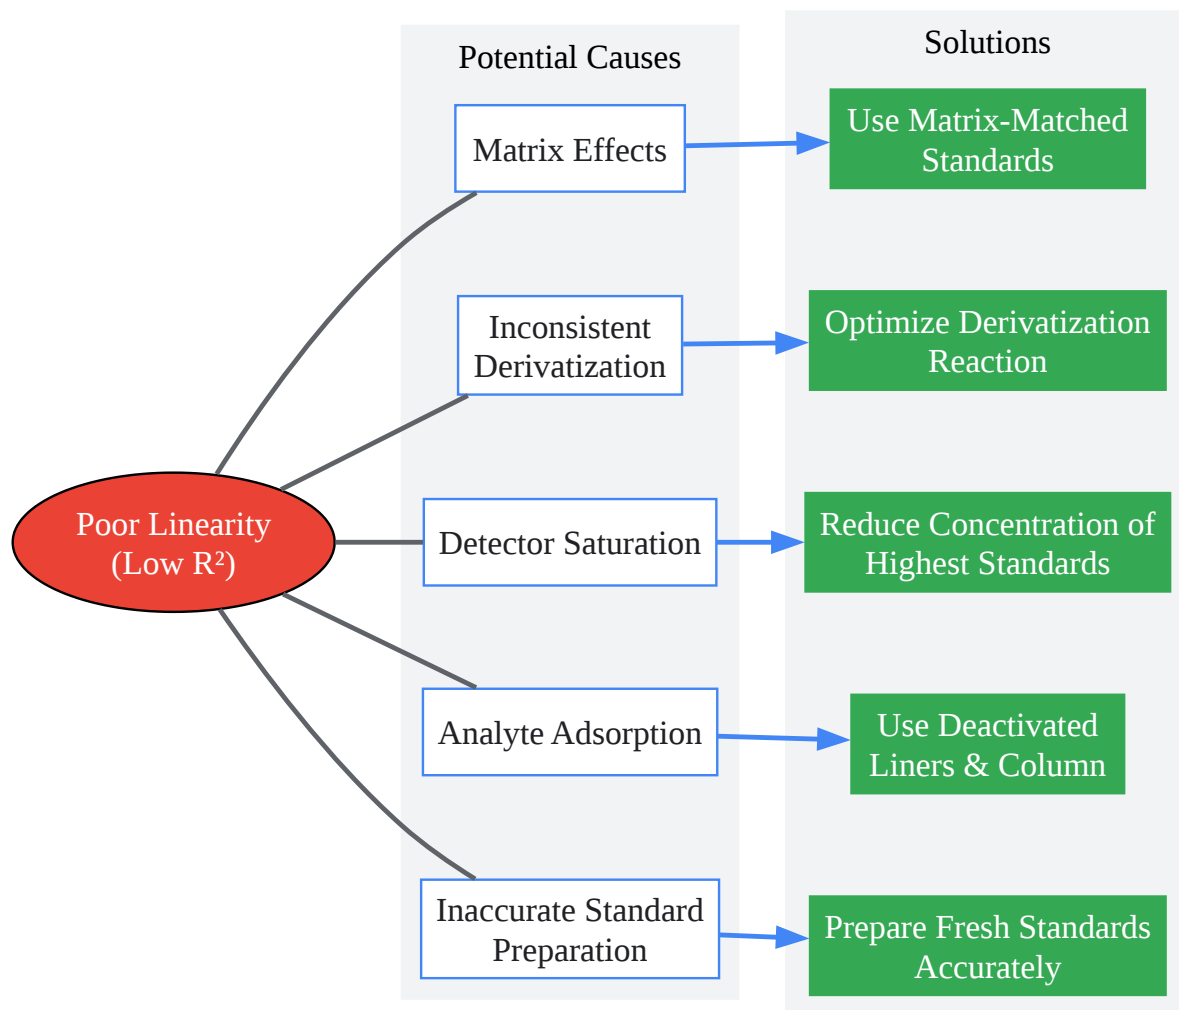 Potential Causes
Solutions
Matrix Effects
Use Matrix-Matched
Standards
Inconsistent
Derivatization
Optimize Derivatization
Reaction
Poor Linearity
(Low R²)
Detector Saturation
Reduce Concentration of
Highest Standards
Analyte Adsorption
Use Deactivated
Liners & Column
Inaccurate Standard
Preparation
Prepare Fresh Standards
Accurately